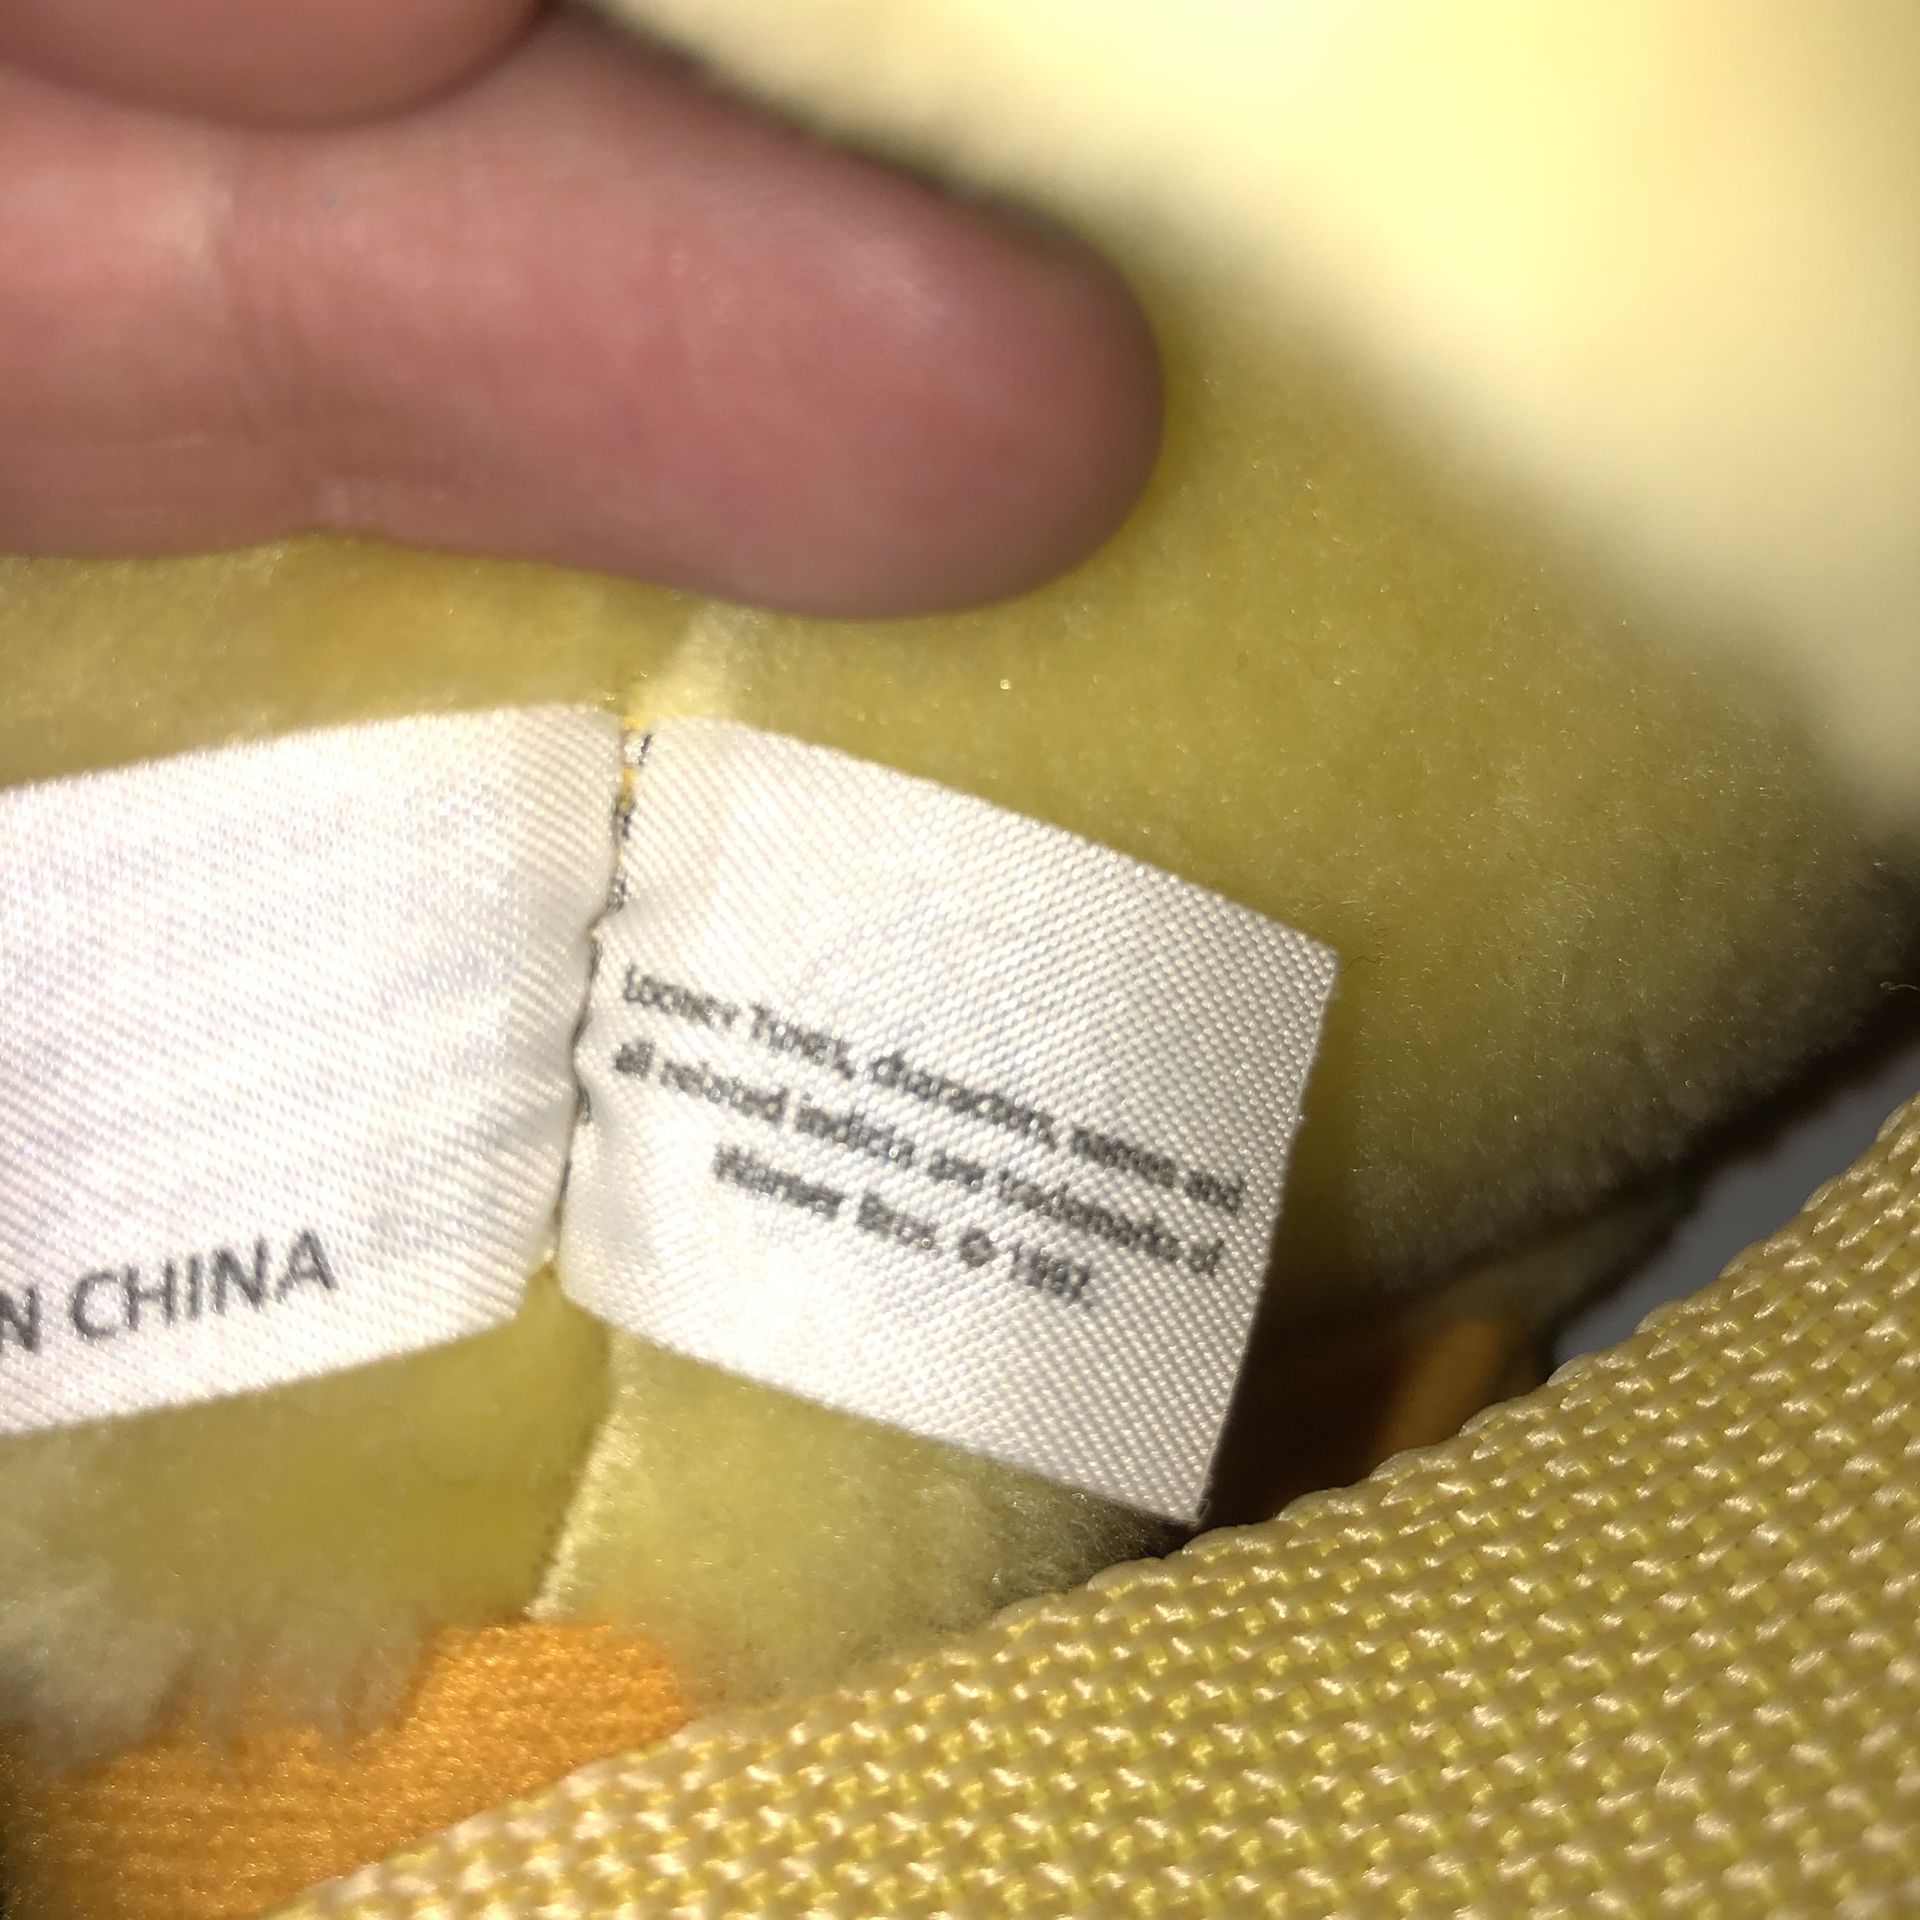 N CHINA
Looney Tunes, characters, names and
all related indicia are trademarks of
Warner Bros. © 1997.